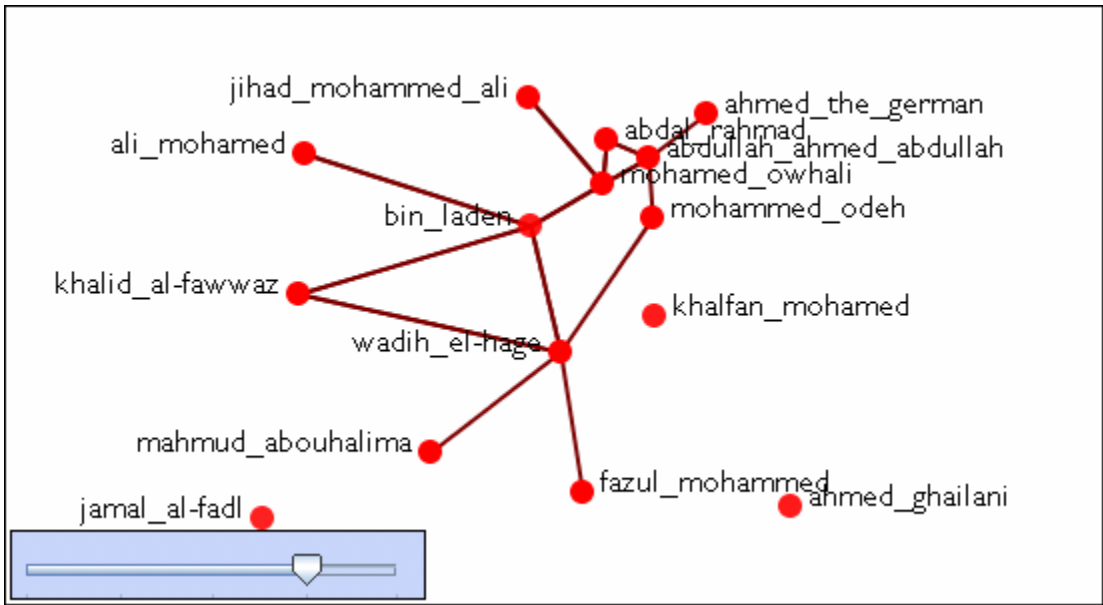 jihad_mohammed_ali
ahmed_the_german
abdal_rahmad
ali_mohamed
abdullah_ahmed_abdullah
mohamed_owhali
bin_laden
mohammed_odeh
khalid_al-fawwaz
khalfan_mohamed
wadih_el-hage
mahmud_abouhalima
fazul_mohammed
ahmed_ghailani
jamal_al-fadl